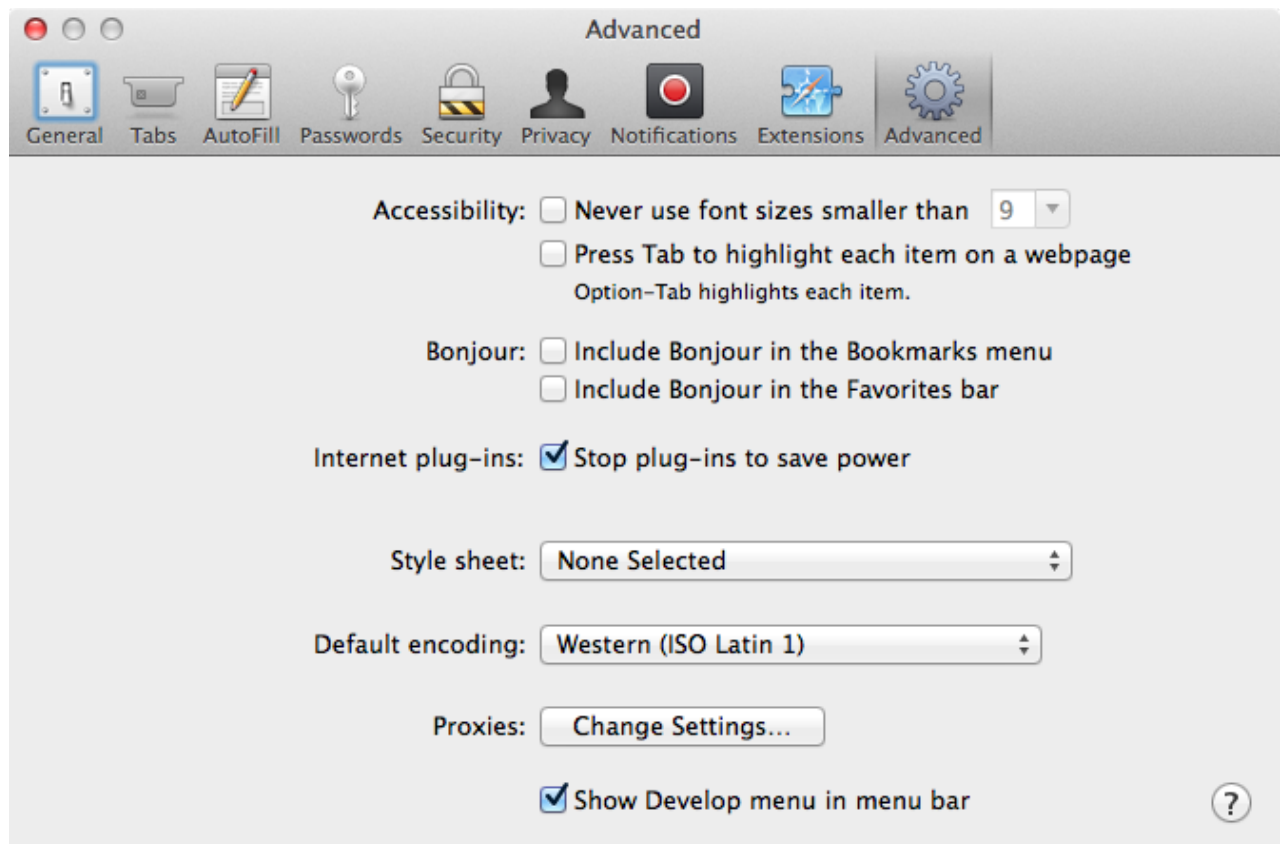 Advanced
General Tabs AutoFill Passwords Security Privacy Notifications Extensions Advanced
Accessibility: Never use font sizes smaller than 9
Press Tab to highlight each item on a webpage
Option-Tab highlights each item.
Bonjour: Include Bonjour in the Bookmarks menu
Include Bonjour in the Favorites bar
Internet plug-ins: Stop plug-ins to save power
Style sheet: None Selected
Default encoding: Western (ISO Latin 1)
Proxies: Change Settings...
Show Develop menu in menu bar ?